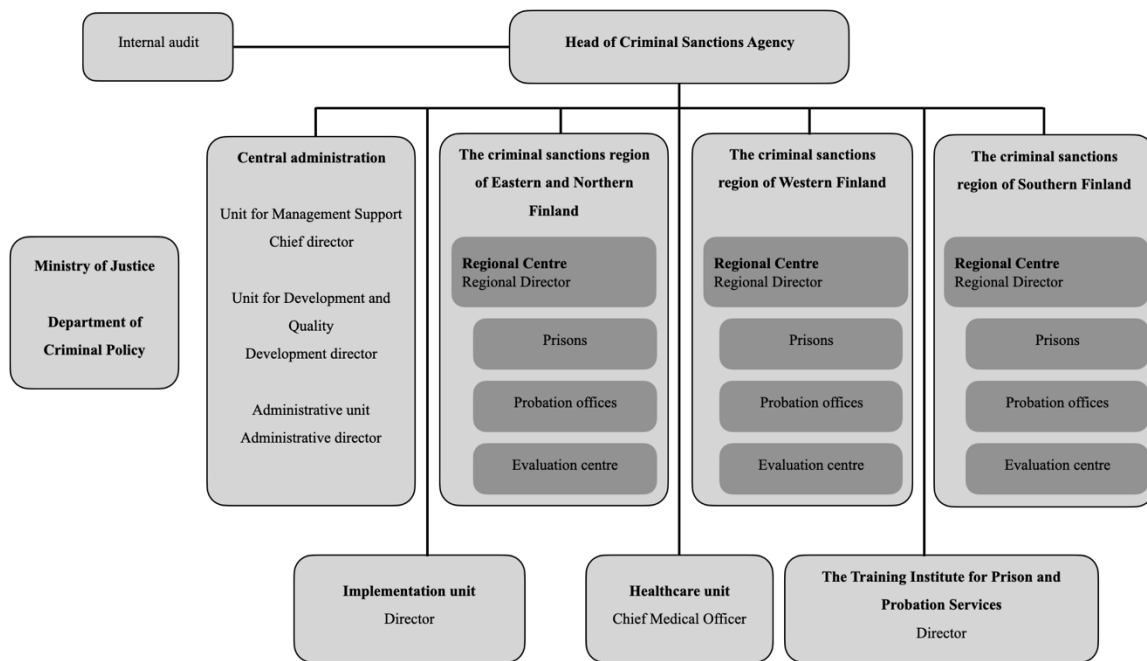 Internal audit
Head of Criminal Sanctions Agency
Ministry of Justice
Department of
Criminal Policy
Central administration
Unit for Management Support
Chief director
Unit for Development and
Quality
Development director
Administrative unit
Administrative director
The criminal sanctions region
of Eastern and Northern
Finland
Regional Centre
Regional Director
Prisons
Probation offices
Evaluation centre
The criminal sanctions
region of Western Finland
Regional Centre
Regional Director
Prisons
Probation offices
Evaluation centre
The criminal sanctions
region of Southern Finland
Regional Centre
Regional Director
Prisons
Probation offices
Evaluation centre
Implementation unit
Director
Healthcare unit
Chief Medical Officer
The Training Institute for Prison and
Probation Services
Director